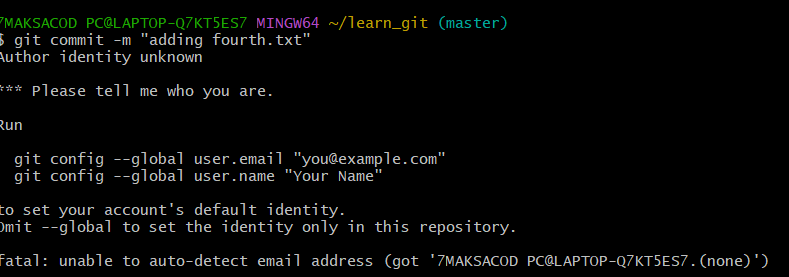 7MAKSACOD PC@LAPTOP-Q7KT5ES7 MINGW64 ~/learn_git (master)
$ git commit -m "adding fourth.txt"
Author identity unknown
*** Please tell me who you are.
Run
git config --global user.email "you@example.com"
git config --global user.name "Your Name"
to set your account's default identity.
Omit --global to set the identity only in this repository.
fatal: unable to auto-detect email address (got '7MAKSACOD PC@LAPTOP-Q7KT5ES7.(none)')